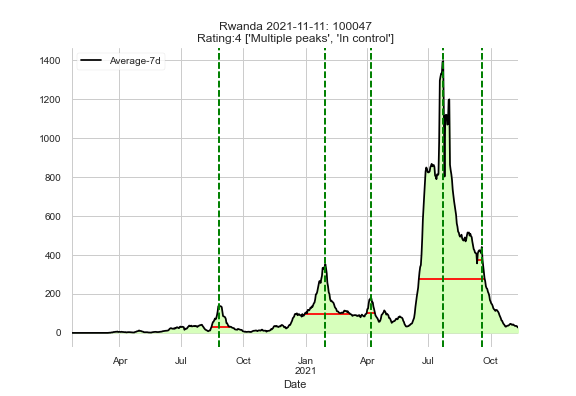 Rwanda 2021-11-11: 100047
Rating:4 ['Multiple peaks', 'In control']
Average-7d
1400
1200
1000
800
600
400
200
0
Apr Jul Oct Jan Apr Jul Oct
2021
Date